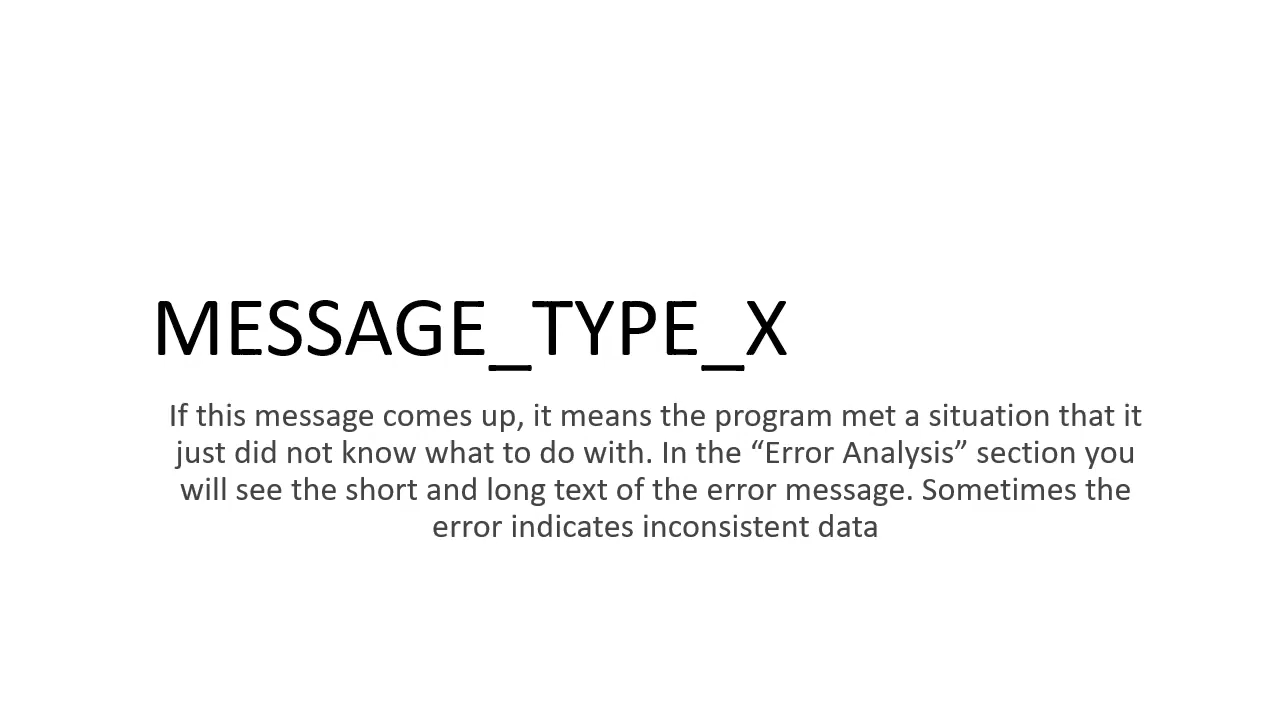 MESSAGE_TYPE_X
If this message comes up, it means the program met a situation that it
just did not know what to do with. In the “Error Analysis” section you
will see the short and long text of the error message. Sometimes the
error indicates inconsistent data